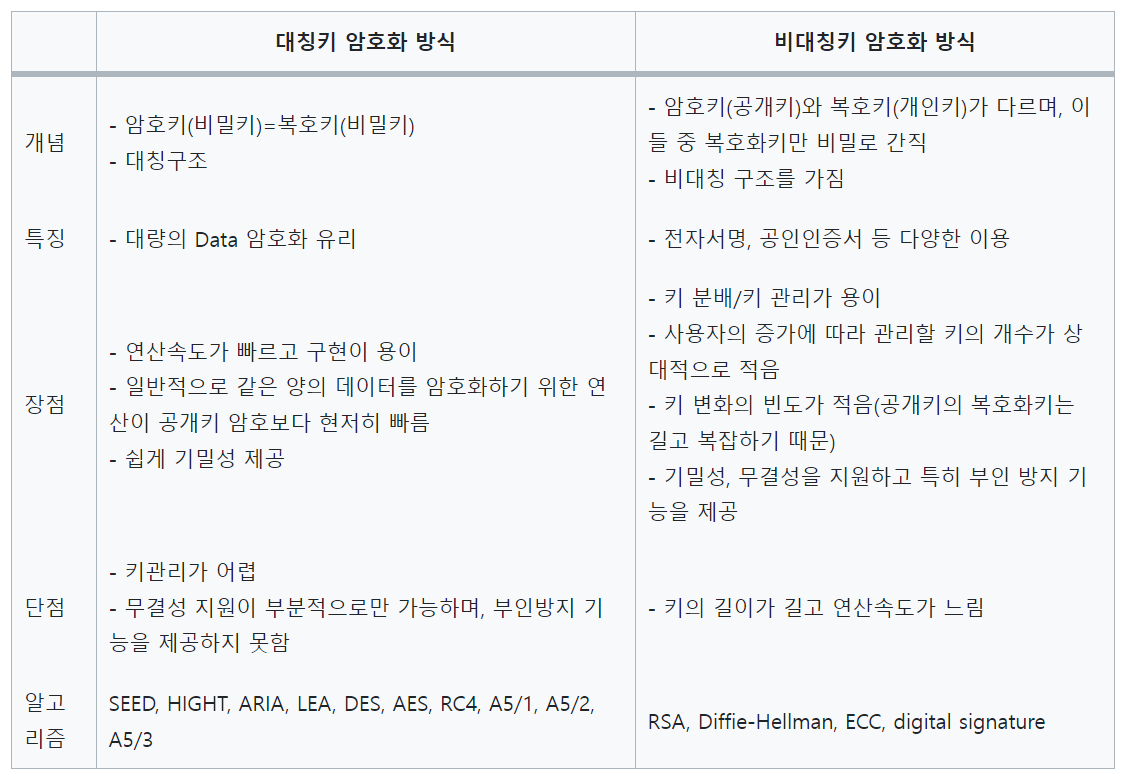 대칭키 암호화 방식
비대칭키 암호화 방식
개념
- 암호키(비밀키)=복호키(비밀키)
- 대칭구조
- 암호키(공개키)와 복호키(개인키)가 다르며, 이
들 중 복호화키만 비밀로 간직
- 비대칭 구조를 가짐
특징
- 대량의 Data 암호화 유리
- 전자서명, 공인인증서 등 다양한 이용
장점
- 연산속도가 빠르고 구현이 용이
- 일반적으로 같은 양의 데이터를 암호화하기 위한 연
산이 공개키 암호보다 현저히 빠름
- 쉽게 기밀성 제공
- 키 분배/키 관리가 용이
- 사용자의 증가에 따라 관리할 키의 개수가 상
대적으로 적음
- 키 변화의 빈도가 적음(공개키의 복호화키는
길고 복잡하기 때문)
- 기밀성, 무결성을 지원하고 특히 부인 방지 기
능을 제공
단점
- 키관리가 어렵
- 무결성 지원이 부분적으로만 가능하며, 부인방지 기
능을 제공하지 못함
- 키의 길이가 길고 연산속도가 느림
알고
리즘
SEED, HIGHT, ARIA, LEA, DES, AES, RC4, A5/1, A5/2,
A5/3
RSA, Diffie-Hellman, ECC, digital signature